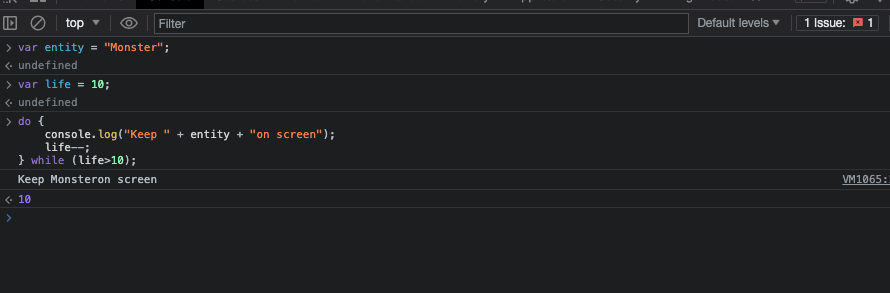 top
Filter
Default levels
1 Issue:
1
var entity = "Monster";
undefined
var life = 10;
undefined
do {
console.log("Keep " + entity + "on screen");
life--;
} while (life>10);
Keep Monsteron screen
VM1065:
10